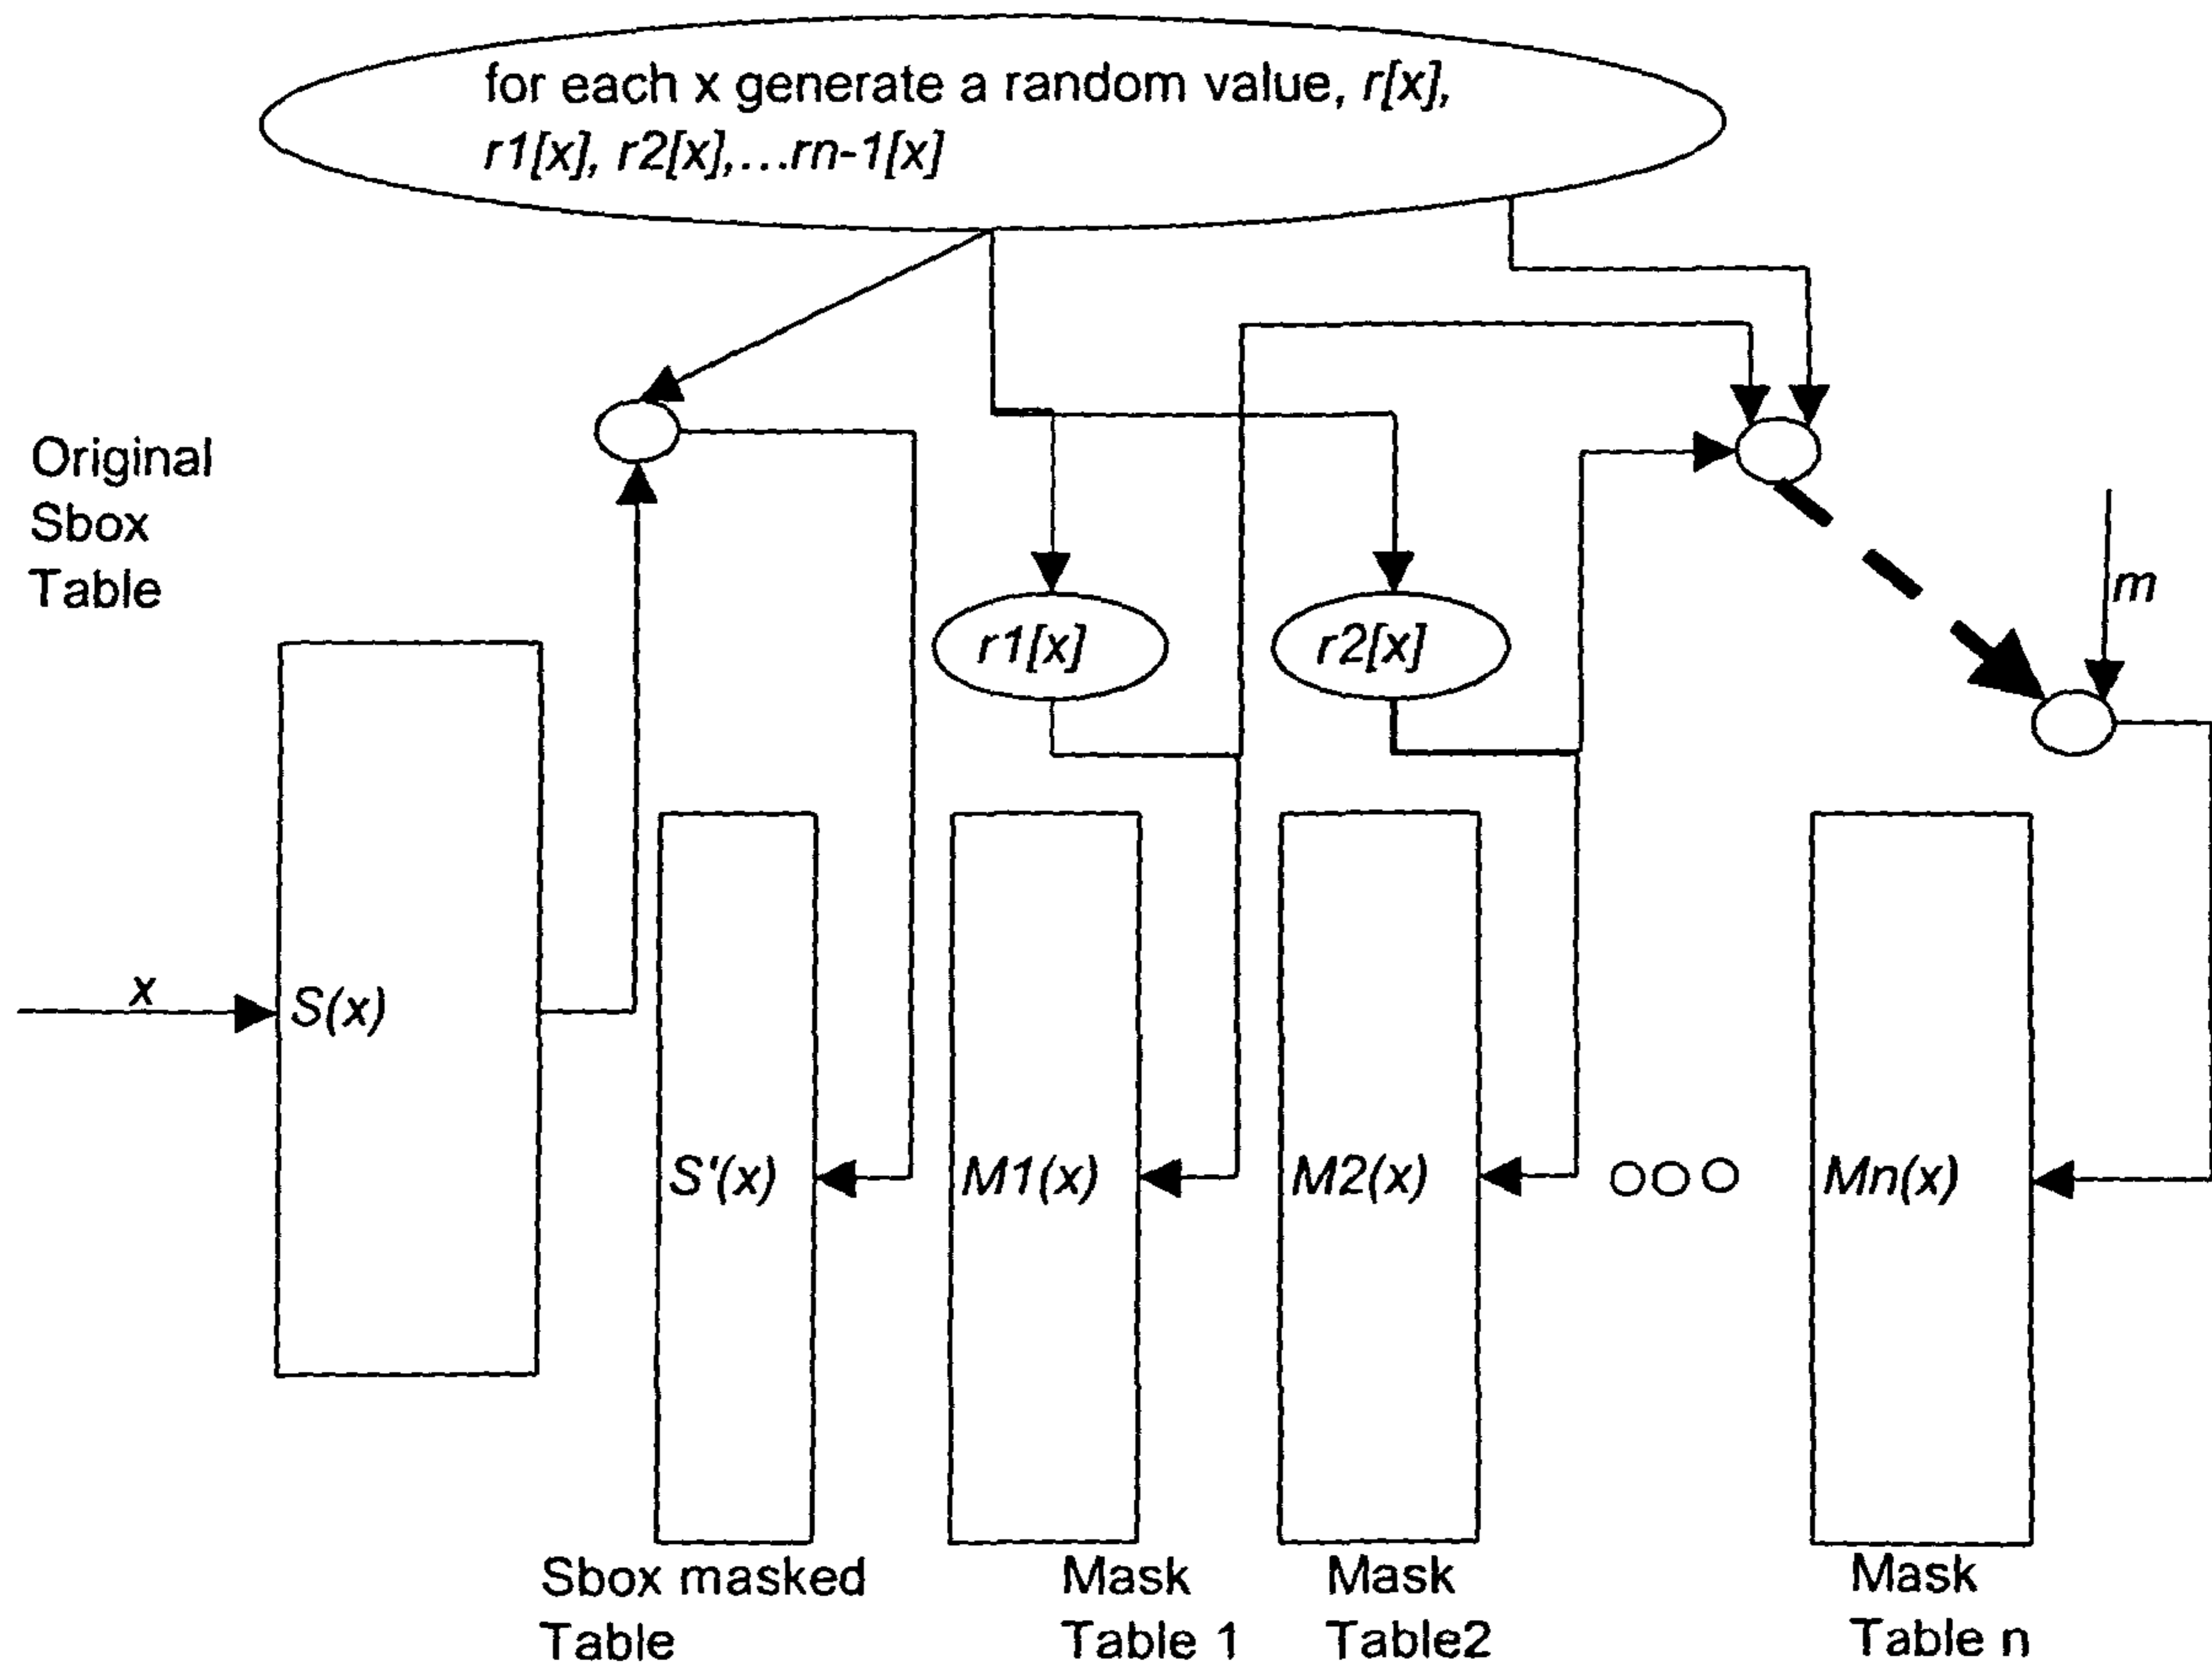 for each x generate a random value, r[x],
r1[x], r2[x],...rn-1[x]
Original
Sbox
Table
m
r1[x]
r2[x]
x
S(x)
S'(x)
M1(x)
M2(x)
Mn(x)
Sbox masked
Table
Mask
Table 1
Mask
Table2
Mask
Table n